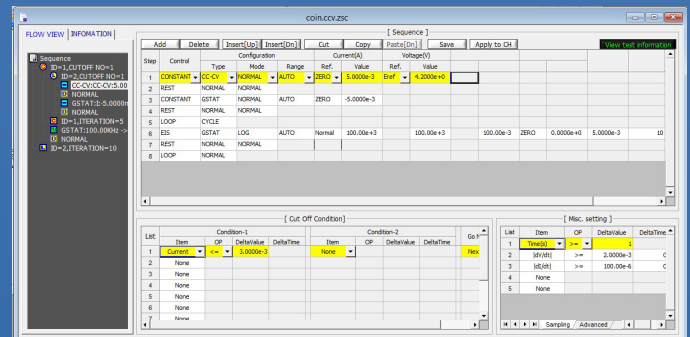 coin.ccv.zsc
FLOW VIEW | INFOMATION |
Sequence
ID=1,CUTOFF NO=1
ID=2,CUTOFF NO=1
CC-CV:CC-CV:5.00
NORMAL
GSTAT:I:-5.0000m
NORMAL
ID=1,ITERATION=5
GSTAT:100.00KHz ->
NORMAL
ID=2,ITERATION=10
[ Sequence ]
Add Delete Insert[Up] Insert[Dn] Cut Copy Paste[Dn] Save Apply to CH View test information
Step Control Configuration Current(A) Voltage(V)
Type Mode Range Ref. Value Ref. Value
1 CONSTANT CC-CV NORMAL AUTO ZERO 5.0000e-3 Eref 4.2000e+0
2 REST NORMAL NORMAL
3 CONSTANT GSTAT NORMAL AUTO ZERO -5.0000e-3
4 REST NORMAL NORMAL
5 LOOP CYCLE
6 EIS GSTAT LOG AUTO Normal 100.00e+3 100.00e+3 100.00e-3 ZERO 0.0000e+0 5.0000e-3 10
7 REST NORMAL NORMAL
8 LOOP NORMAL
[ Cut Off Condition]
List Condition-1 Condition-2
Item OP DeltaValue DeltaTime Item OP DeltaValue DeltaTime Go N
1 Current <= 3.0000e-3 None Nex
2 None
3 None
4 None
5 None
6 None
7 None
[ Misc. setting ]
List Item OP DeltaValue DeltaTime
1 Time(s) >= 1
2 |dV/dt| >= 2.0000e-3
3 |dI/dt| >= 100.00e-6
4 None
5 None
Sampling Advanced